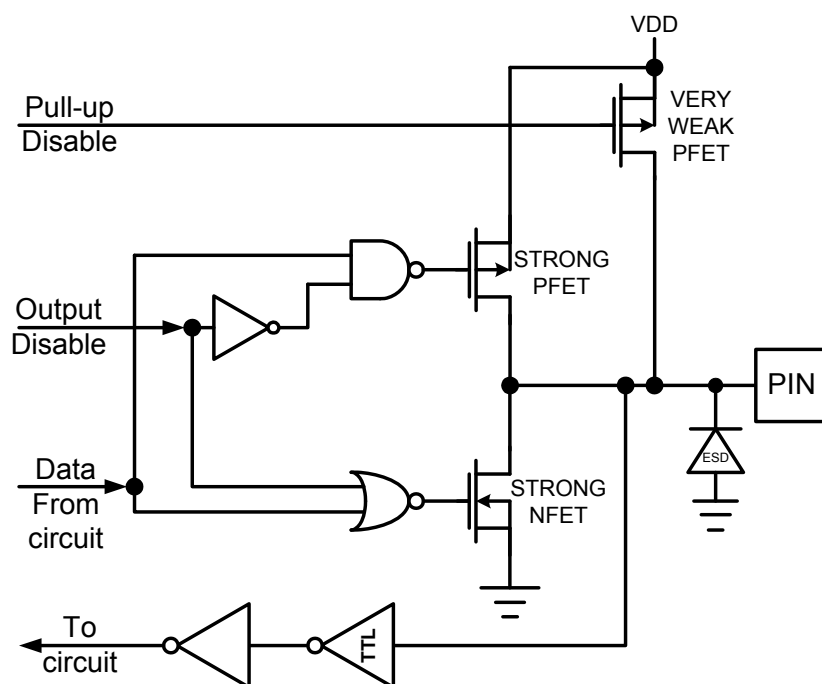 VDD
Pull-up
Disable
VERY
WEAK
PFET
STRONG
PFET
Output
Disable
PIN
ESD
Data
From
circuit
STRONG
NFET
To
circuit
TTL